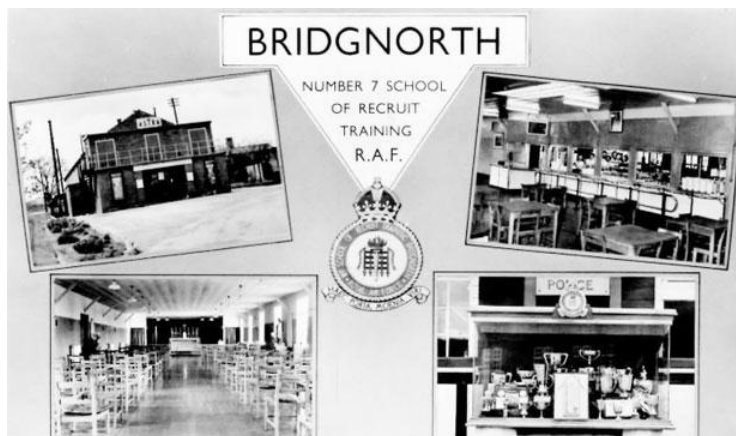 BRIDGNORTH
NUMBER 7 SCHOOL
OF RECRUIT
TRAINING
R.A.F.
ASTRA
POLICE